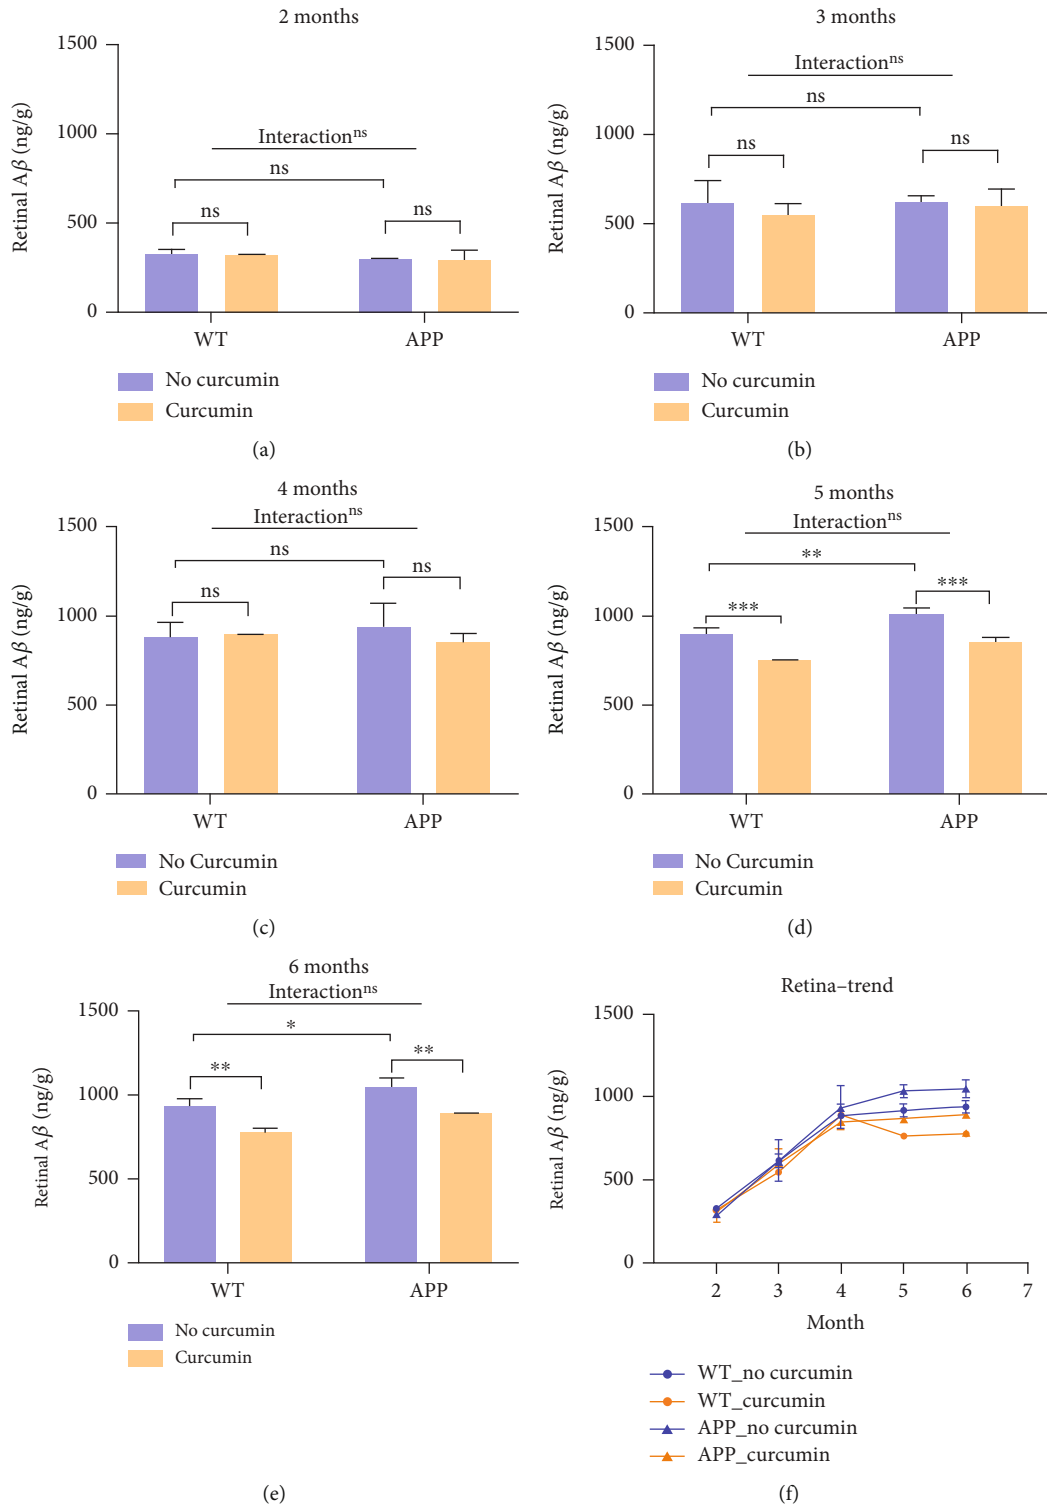 2 months
1500
1000
500
0
Retinal Aβ (ng/g)
Interaction^ns
ns
ns
ns
WT
APP
No curcumin
Curcumin
(a)
3 months
1500
1000
500
0
Retinal Aβ (ng/g)
Interaction^ns
ns
ns
ns
WT
APP
No curcumin
Curcumin
(b)
4 months
1500
1000
500
0
Retinal Aβ (ng/g)
Interaction^ns
ns
ns
ns
WT
APP
No Curcumin
Curcumin
(c)
5 months
1500
1000
500
0
Retinal Aβ (ng/g)
Interaction^ns
**
***
***
WT
APP
No Curcumin
Curcumin
(d)
6 months
1500
1000
500
0
Retinal Aβ (ng/g)
Interaction^ns
*
**
**
WT
APP
No curcumin
Curcumin
(e)
Retina–trend
1500
1000
500
0
Retinal Aβ (ng/g)
2 3 4 5 6 7
Month
WT_no curcumin
WT_curcumin
APP_no curcumin
APP_curcumin
(f)